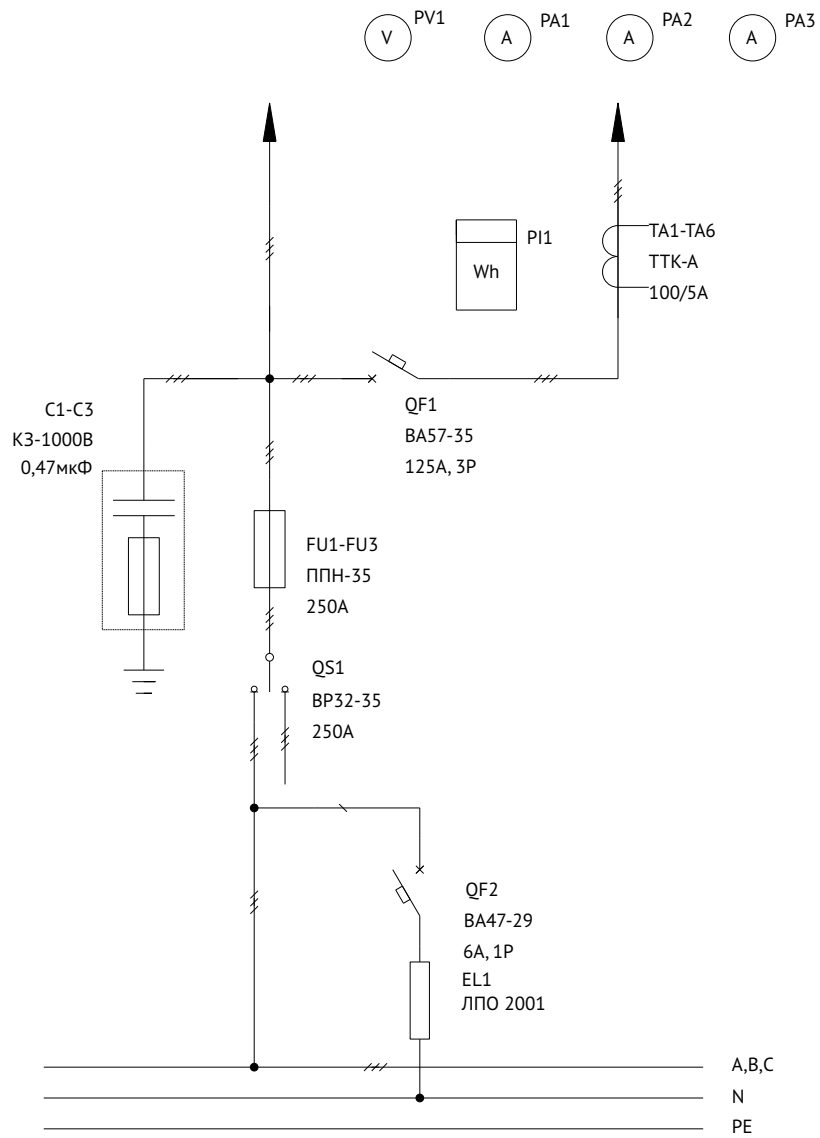 PV1
V
PA1
A
PA2
A
PA3
A
PI1
Wh
TA1-TA6
ТТК-А
100/5А
C1-C3
КЗ-1000В
0,47мкФ
QF1
ВА57-35
125А, 3Р
FU1-FU3
ППН-35
250А
QS1
ВР32-35
250А
QF2
ВА47-29
6А, 1Р
EL1
ЛПО 2001
A,B,C
N
PE